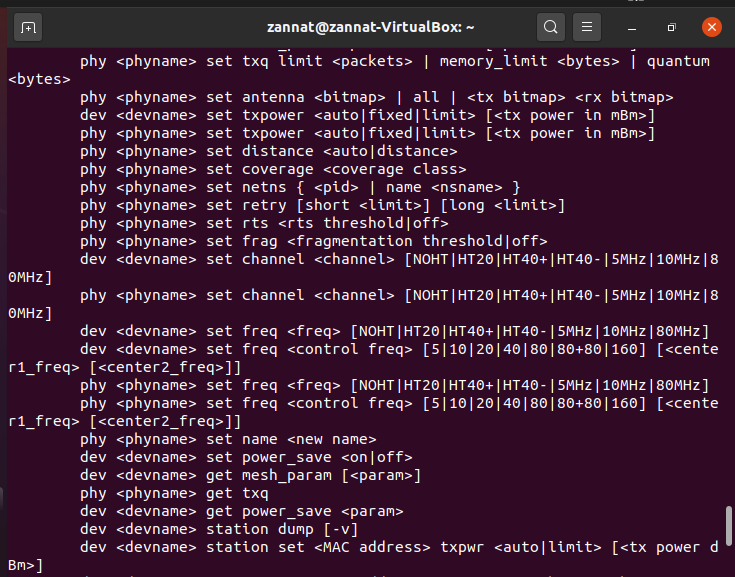 zannat@zannat-VirtualBox: ~
phy <phyname> set txq limit <packets> | memory_limit <bytes> | quantum
<bytes>
phy <phyname> set antenna <bitmap> | all | <tx bitmap> <rx bitmap>
dev <devname> set txpower <auto|fixed|limit> [<tx power in mBm>]
phy <phyname> set txpower <auto|fixed|limit> [<tx power in mBm>]
phy <phyname> set distance <auto|distance>
phy <phyname> set coverage <coverage class>
phy <phyname> set netns { <pid> | name <nsname> }
phy <phyname> set retry [short <limit>] [long <limit>]
phy <phyname> set rts <rts threshold|off>
phy <phyname> set frag <fragmentation threshold|off>
dev <devname> set channel <channel> [NOHT|HT20|HT40+|HT40-|5MHz|10MHz|8
0MHz]
phy <phyname> set channel <channel> [NOHT|HT20|HT40+|HT40-|5MHz|10MHz|8
0MHz]
dev <devname> set freq <freq> [NOHT|HT20|HT40+|HT40-|5MHz|10MHz|80MHz]
dev <devname> set freq <control freq> [5|10|20|40|80|80+80|160] [<cente
r1_freq> [<center2_freq>]]
phy <phyname> set freq <freq> [NOHT|HT20|HT40+|HT40-|5MHz|10MHz|80MHz]
phy <phyname> set freq <control freq> [5|10|20|40|80|80+80|160] [<cente
r1_freq> [<center2_freq>]]
phy <phyname> set name <new name>
dev <devname> set power_save <on|off>
dev <devname> get mesh_param [<param>]
phy <phyname> get txq
dev <devname> get power_save <param>
dev <devname> station dump [-v]
dev <devname> station set <MAC address> txpwr <auto|limit> [<tx power d
Bm>]